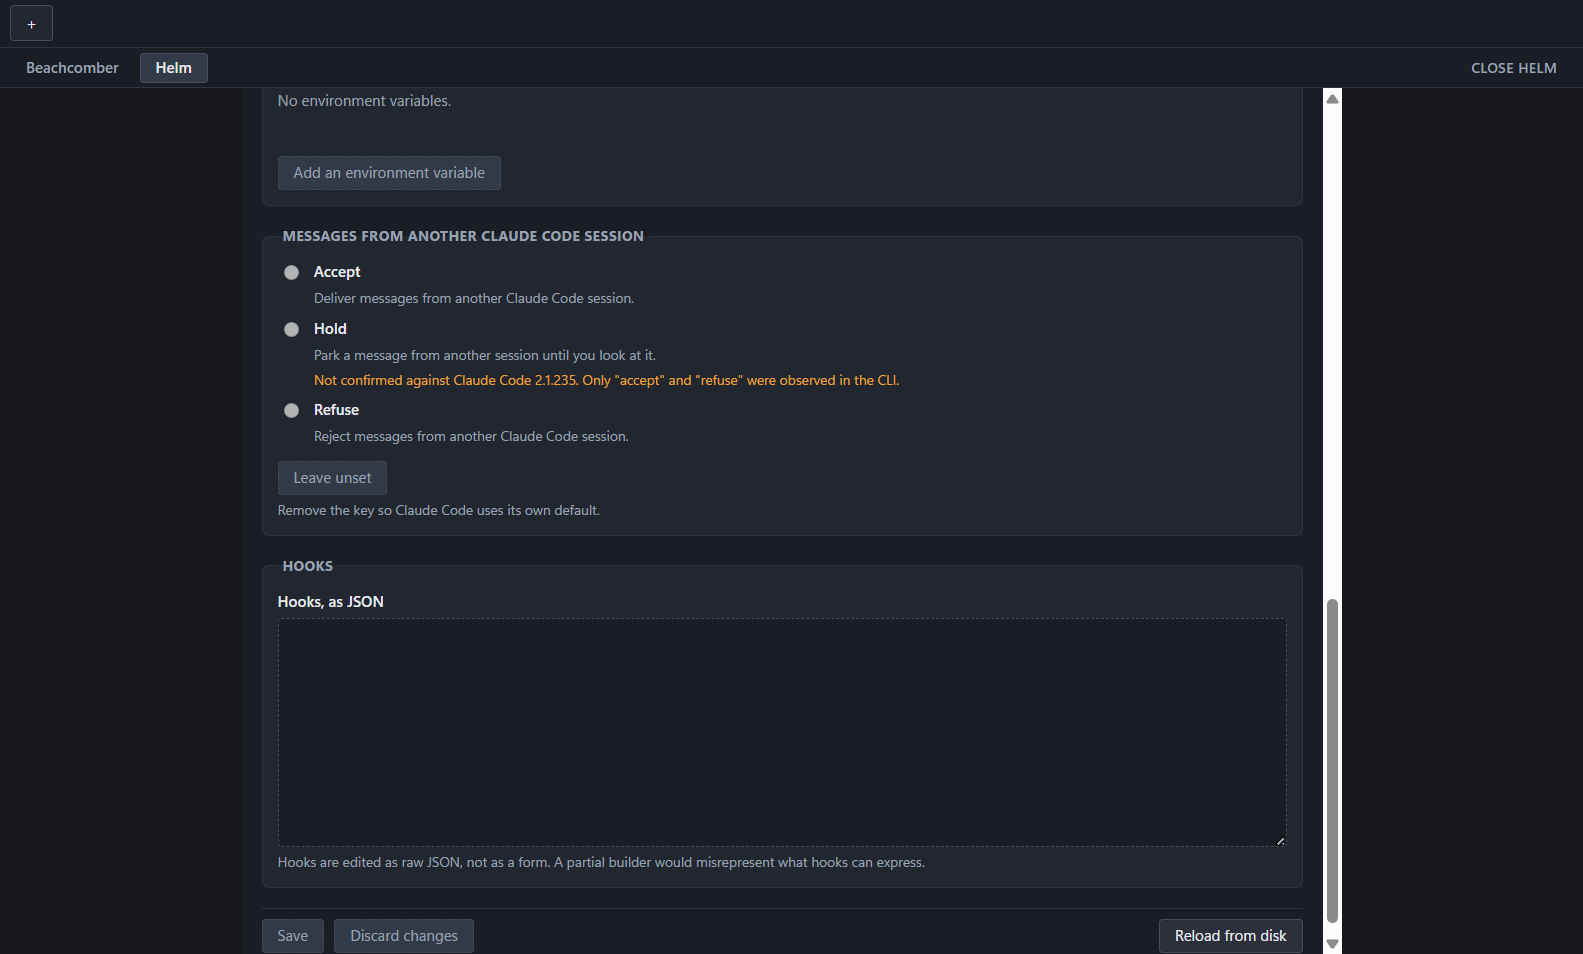 +
Beachcomber
Helm
CLOSE HELM
No environment variables.
Add an environment variable
MESSAGES FROM ANOTHER CLAUDE CODE SESSION
Accept
Deliver messages from another Claude Code session.
Hold
Park a message from another session until you look at it.
Not confirmed against Claude Code 2.1.235. Only "accept" and "refuse" were observed in the CLI.
Refuse
Reject messages from another Claude Code session.
Leave unset
Remove the key so Claude Code uses its own default.
HOOKS
Hooks, as JSON
Hooks are edited as raw JSON, not as a form. A partial builder would misrepresent what hooks can express.
Save
Discard changes
Reload from disk